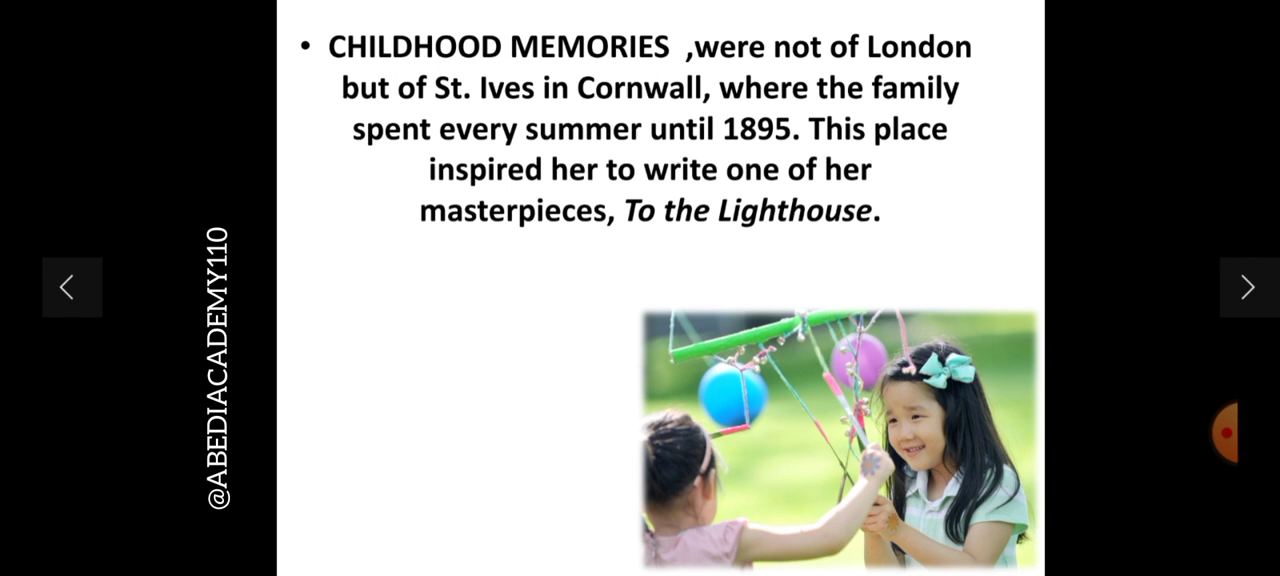 • CHILDHOOD MEMORIES ,were not of London
but of St. Ives in Cornwall, where the family
spent every summer until 1895. This place
inspired her to write one of her
masterpieces, To the Lighthouse.
@ABEDIACADEMY110